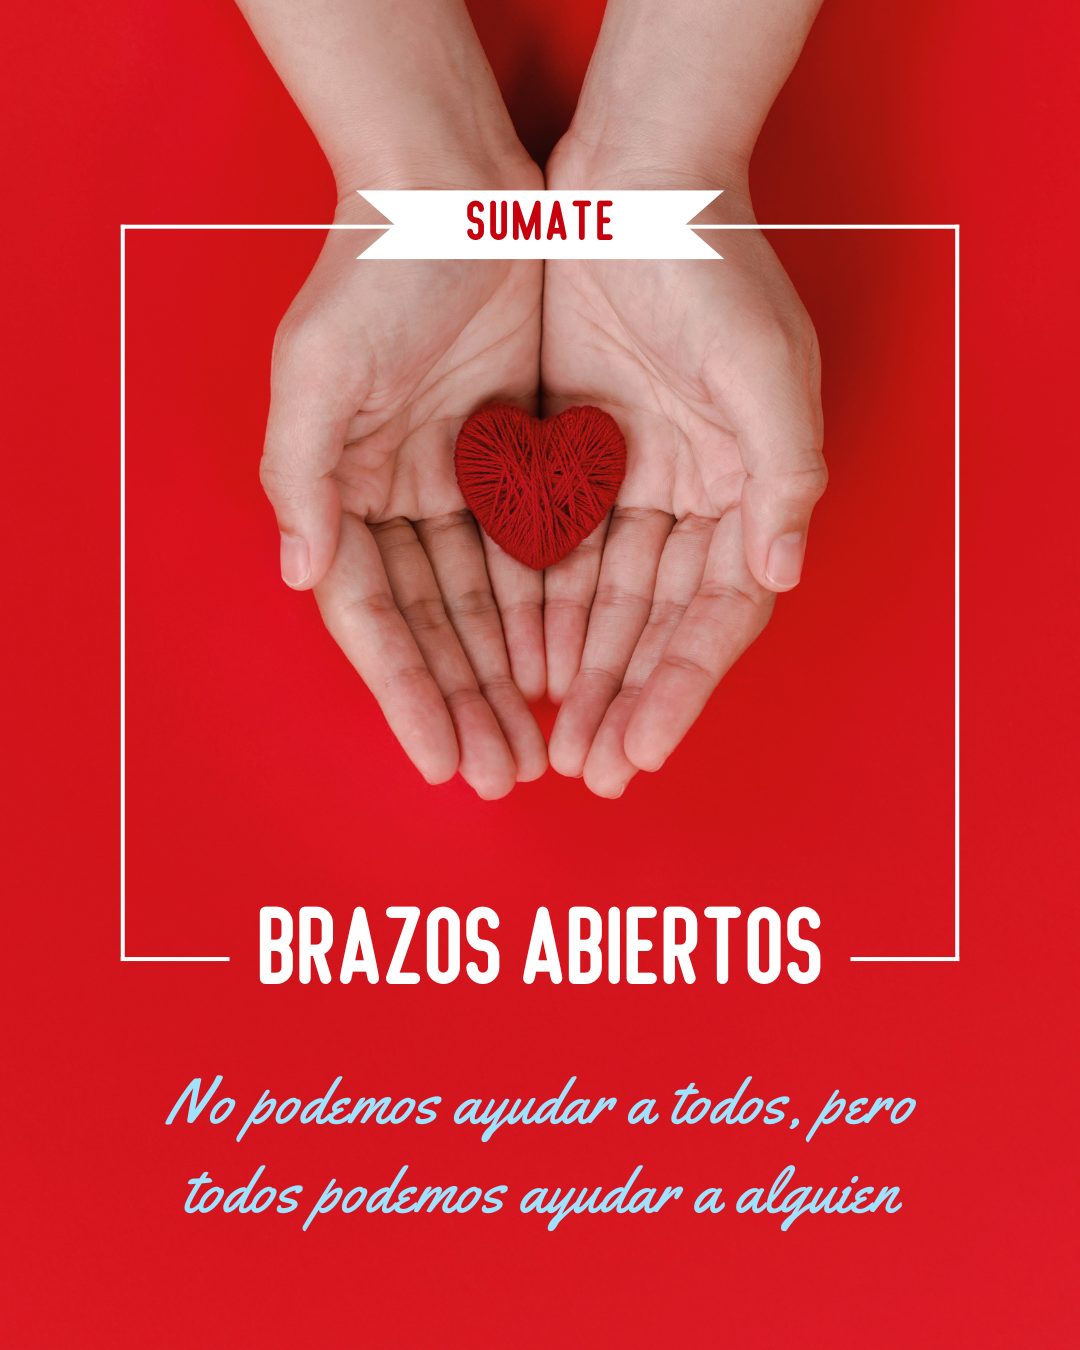 SUMATE
BRAZOS ABIERTOS
No podemos ayudar a todos, pero
todos podemos ayudar a alguien